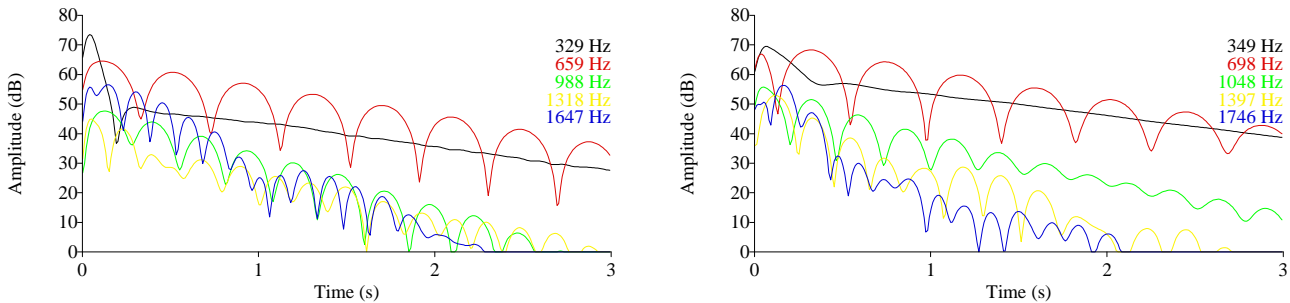 80
70
60
50
40
30
20
10
0
Amplitude (dB)
0 1 2 3
Time (s)
329 Hz
659 Hz
988 Hz
1318 Hz
1647 Hz
80
70
60
50
40
30
20
10
0
Amplitude (dB)
0 1 2 3
Time (s)
349 Hz
698 Hz
1048 Hz
1397 Hz
1746 Hz